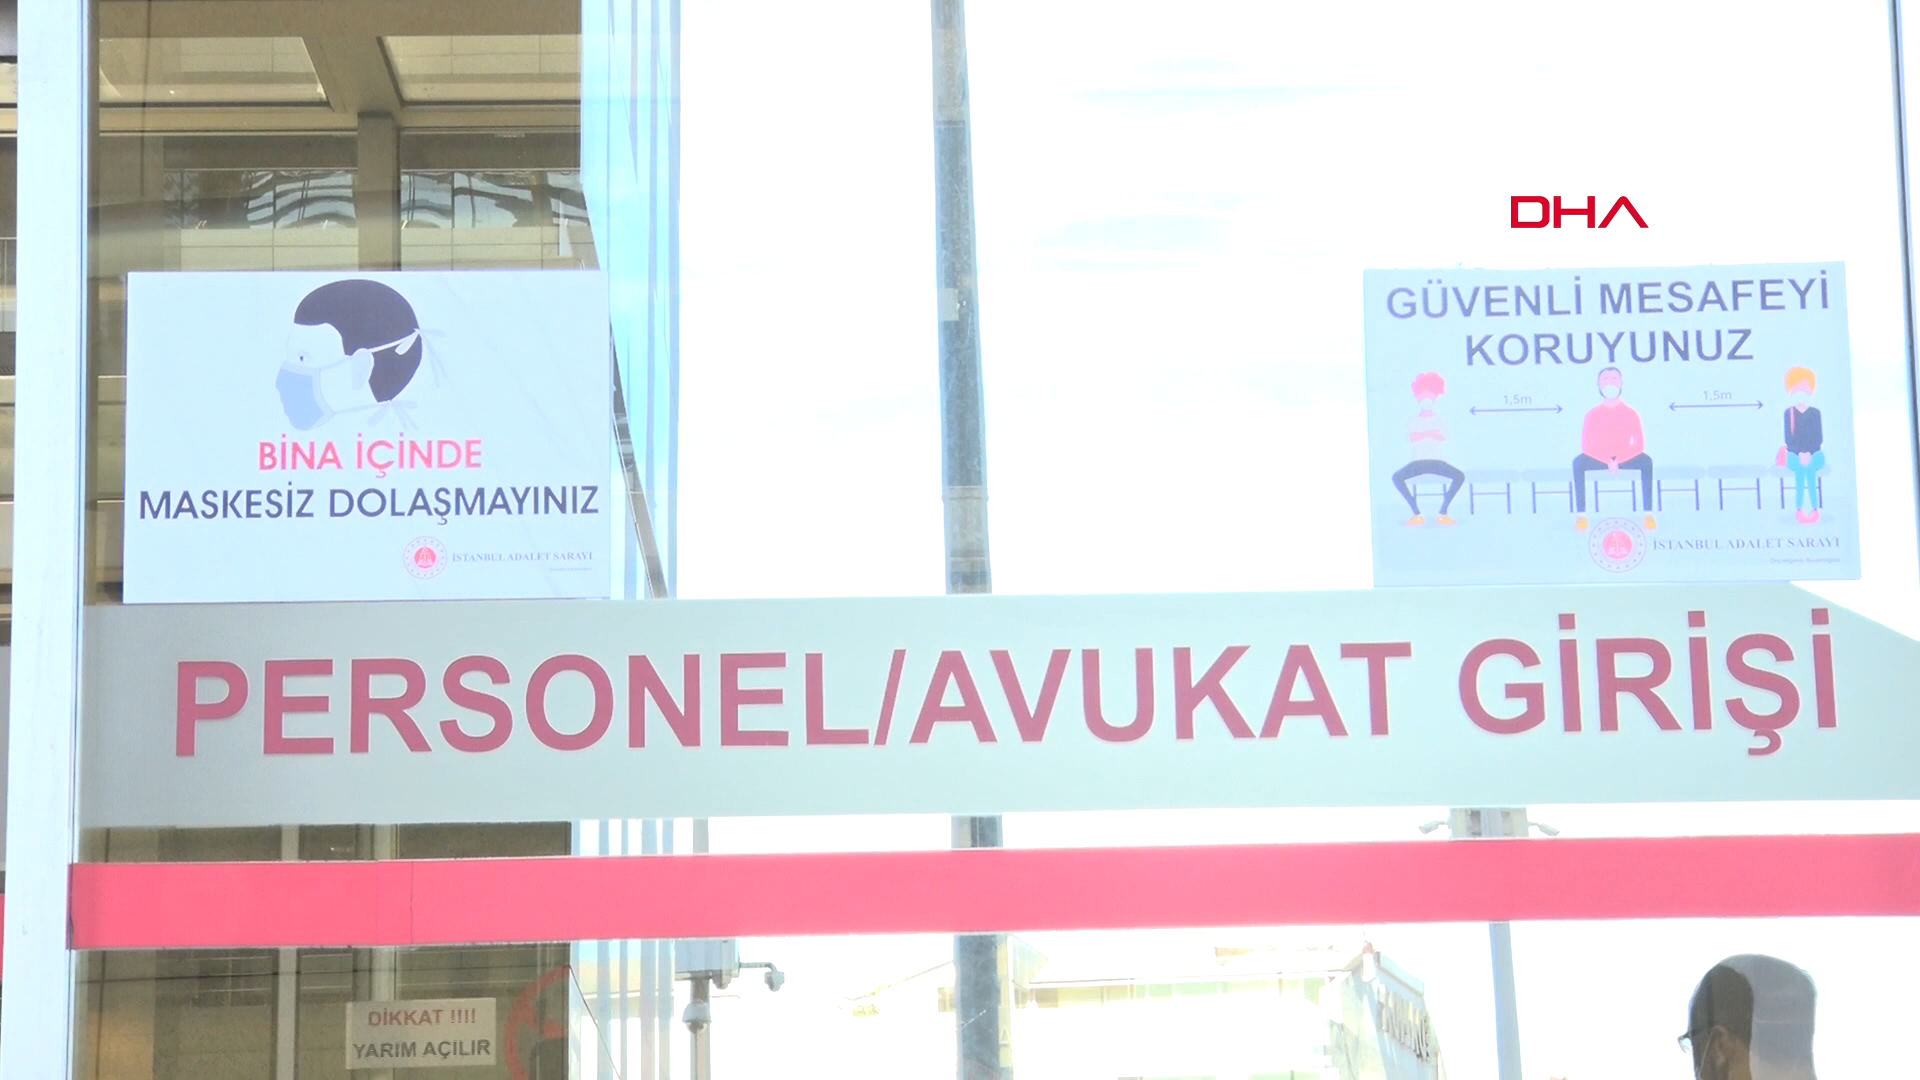 DHA
GÜVENLİ MESAFEYİ
KORUYUNUZ
1,5m
1,5m
İSTANBUL ADALET SARAYI
BİNA İÇİNDE
MASKESİZ DOLAŞMAYINIZ
İSTANBUL ADALET SARAYI
PERSONEL/AVUKAT GİRİŞİ
DİKKAT !!!!
YARIM AÇILIR